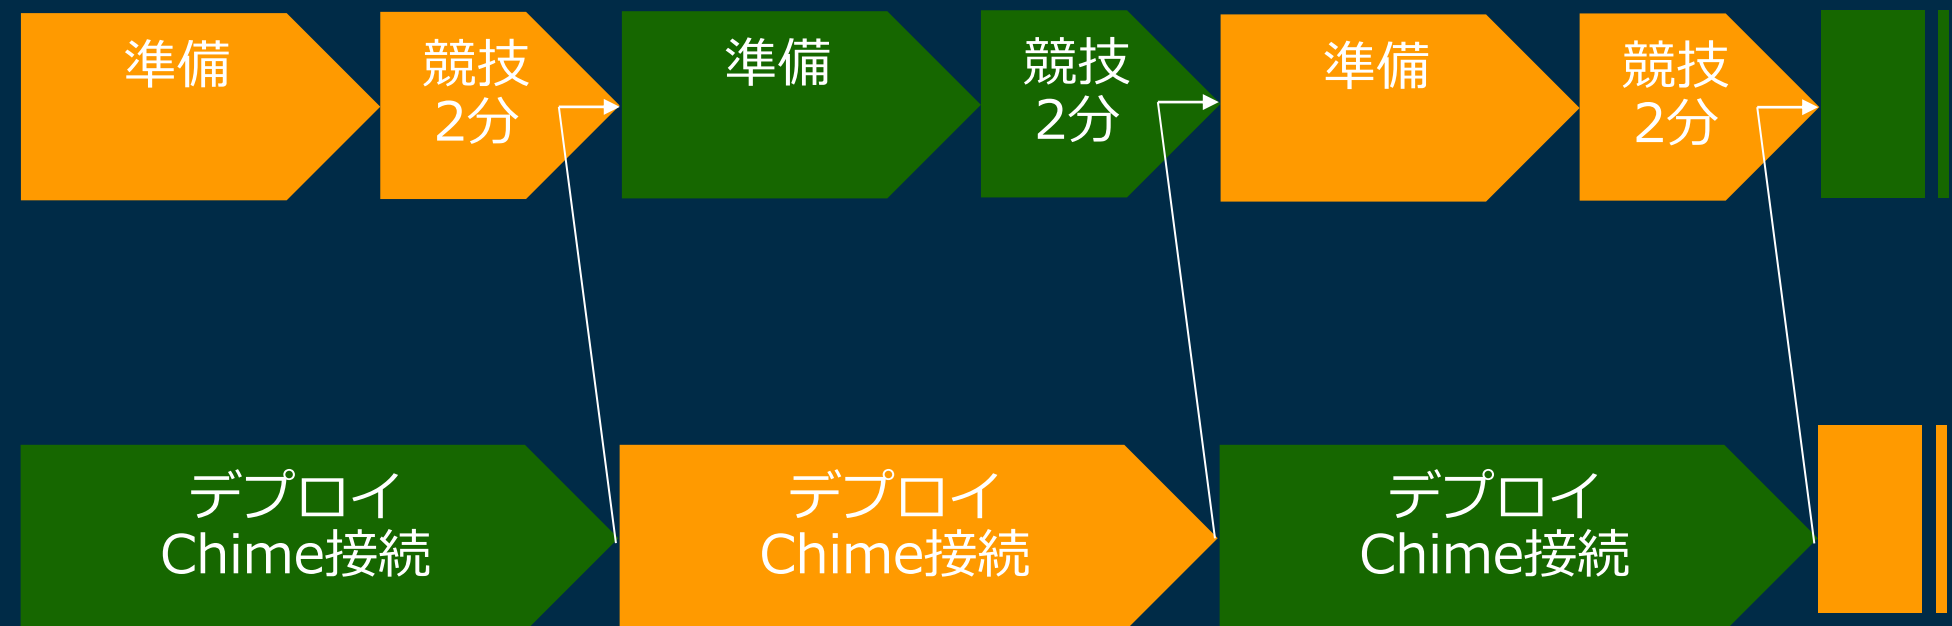 準備
競技
2分
準備
競技
2分
準備
競技
2分
デプロイ
Chime接続
デプロイ
Chime接続
デプロイ
Chime接続